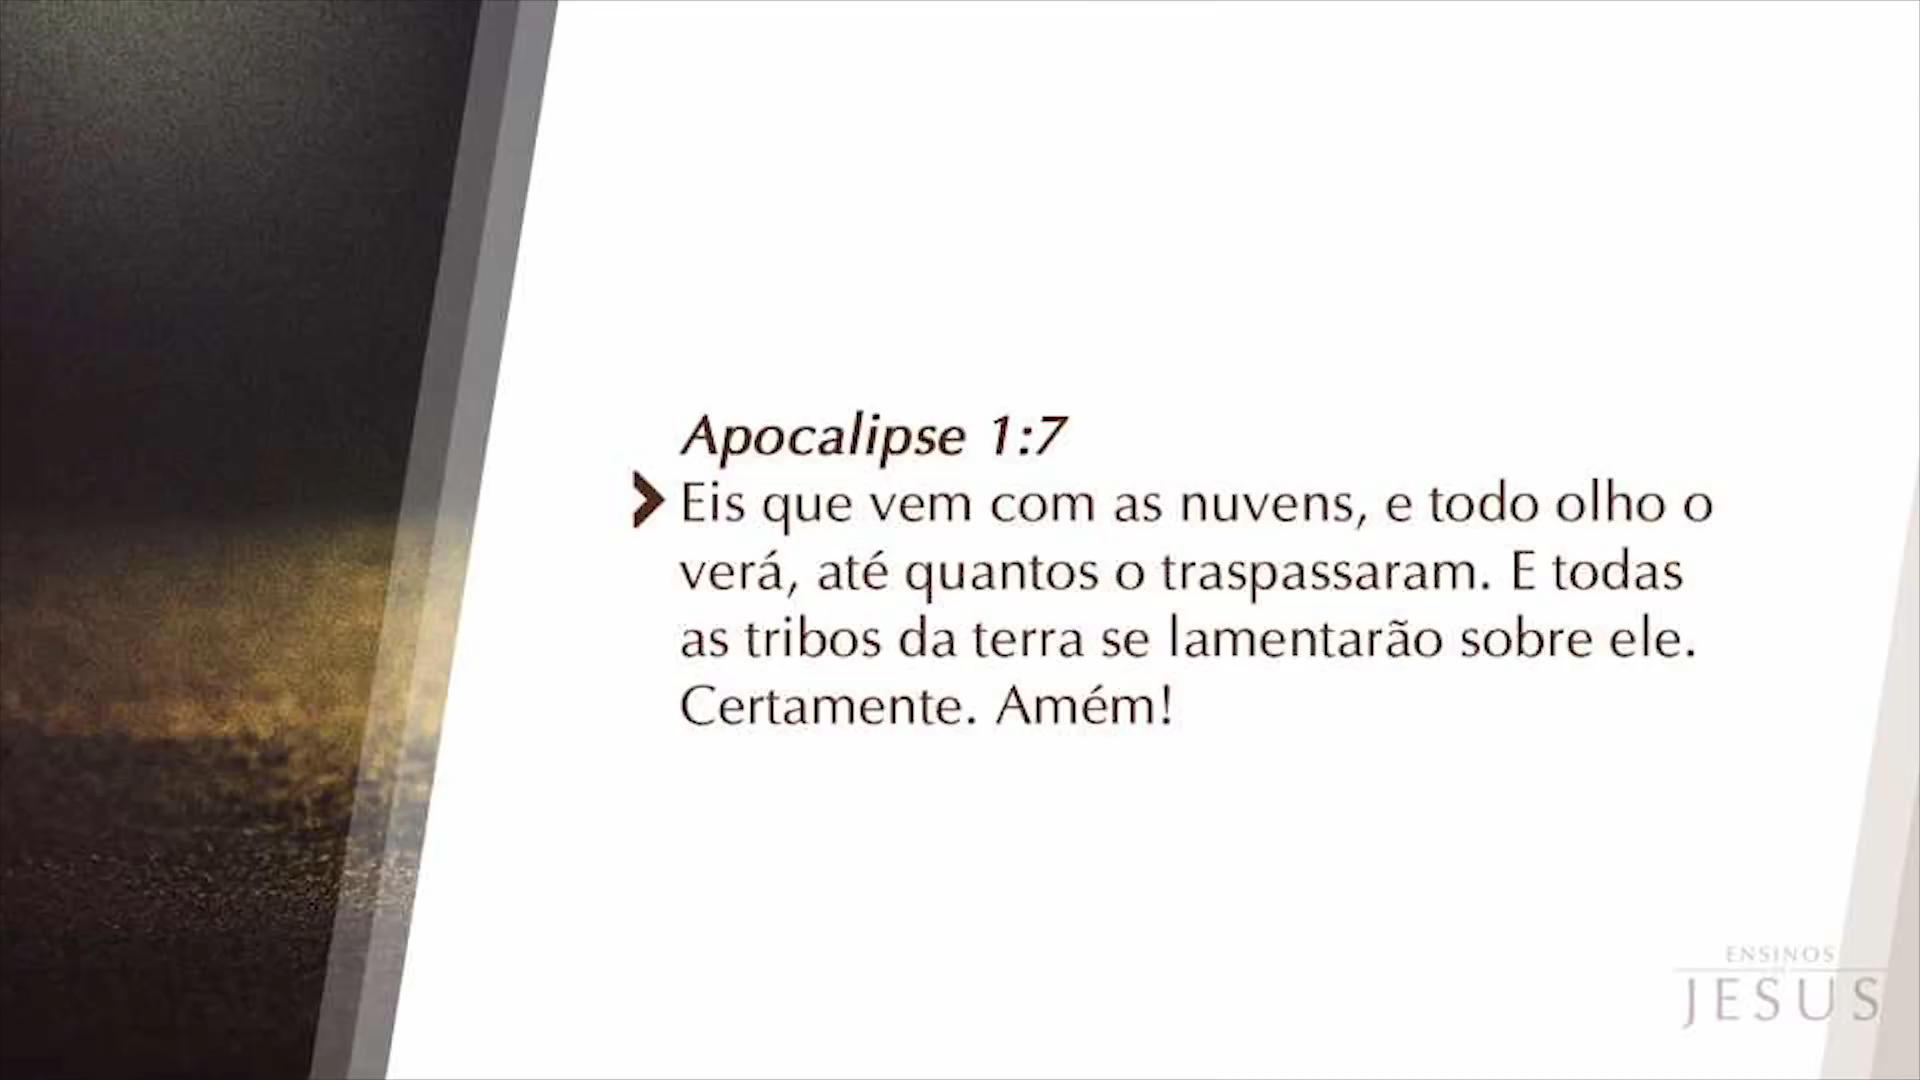 Apocalipse 1:7
Eis que vem com as nuvens, e todo olho o
verá, até quantos o traspassaram. E todas
as tribos da terra se lamentarão sobre ele.
Certamente. Amém!
ENSINOS
JESUS